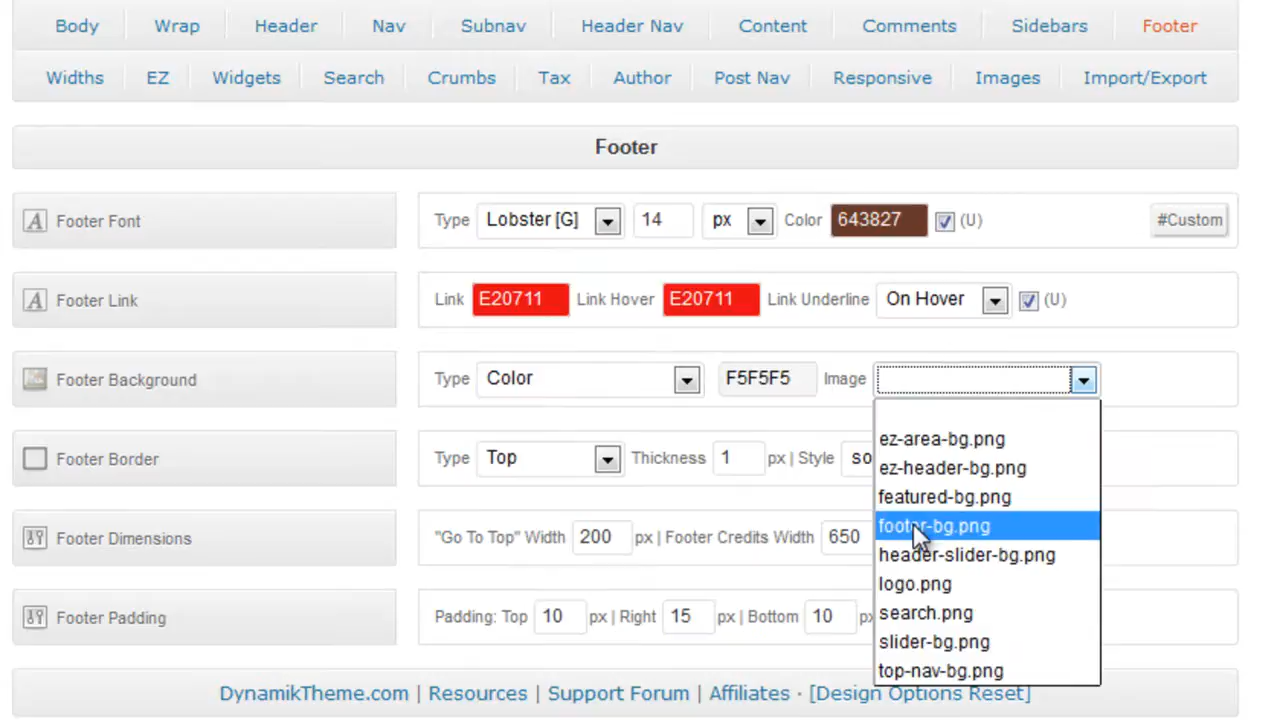 Body Wrap Header Nav Subnav Header Nav Content Comments Sidebars Footer
Widths EZ Widgets Search Crumbs Tax Author Post Nav Responsive Images Import/Export
Footer
Footer Font Type Lobster [G] 14 px Color 643827 (U) #Custom
Footer Link Link E20711 Link Hover E20711 Link Underline On Hover (U)
Footer Background Type Color F5F5F5 Image
ez-area-bg.png
ez-header-bg.png
featured-bg.png
footer-bg.png
header-slider-bg.png
logo.png
search.png
slider-bg.png
top-nav-bg.png
Footer Border Type Top Thickness 1 px | Style so
Footer Dimensions "Go To Top" Width 200 px | Footer Credits Width 650
Footer Padding Padding: Top 10 px | Right 15 px | Bottom 10 px
DynamikTheme.com | Resources | Support Forum | Affiliates · [Design Options Reset]